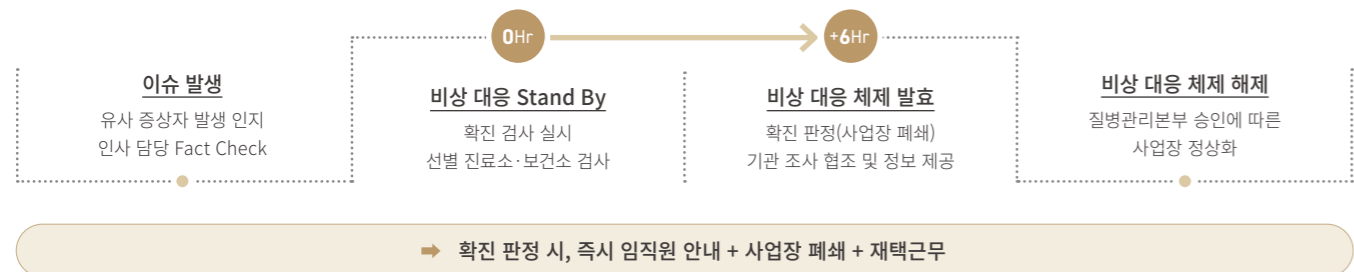 0Hr
+6Hr
이슈 발생
유사 증상자 발생 인지
인사 담당 Fact Check
비상 대응 Stand By
확진 검사 실시
선별 진료소·보건소 검사
비상 대응 체제 발효
확진 판정(사업장 폐쇄)
기관 조사 협조 및 정보 제공
비상 대응 체제 해제
질병관리본부 승인에 따른
사업장 정상화
➡ 확진 판정 시, 즉시 임직원 안내 + 사업장 폐쇄 + 재택근무